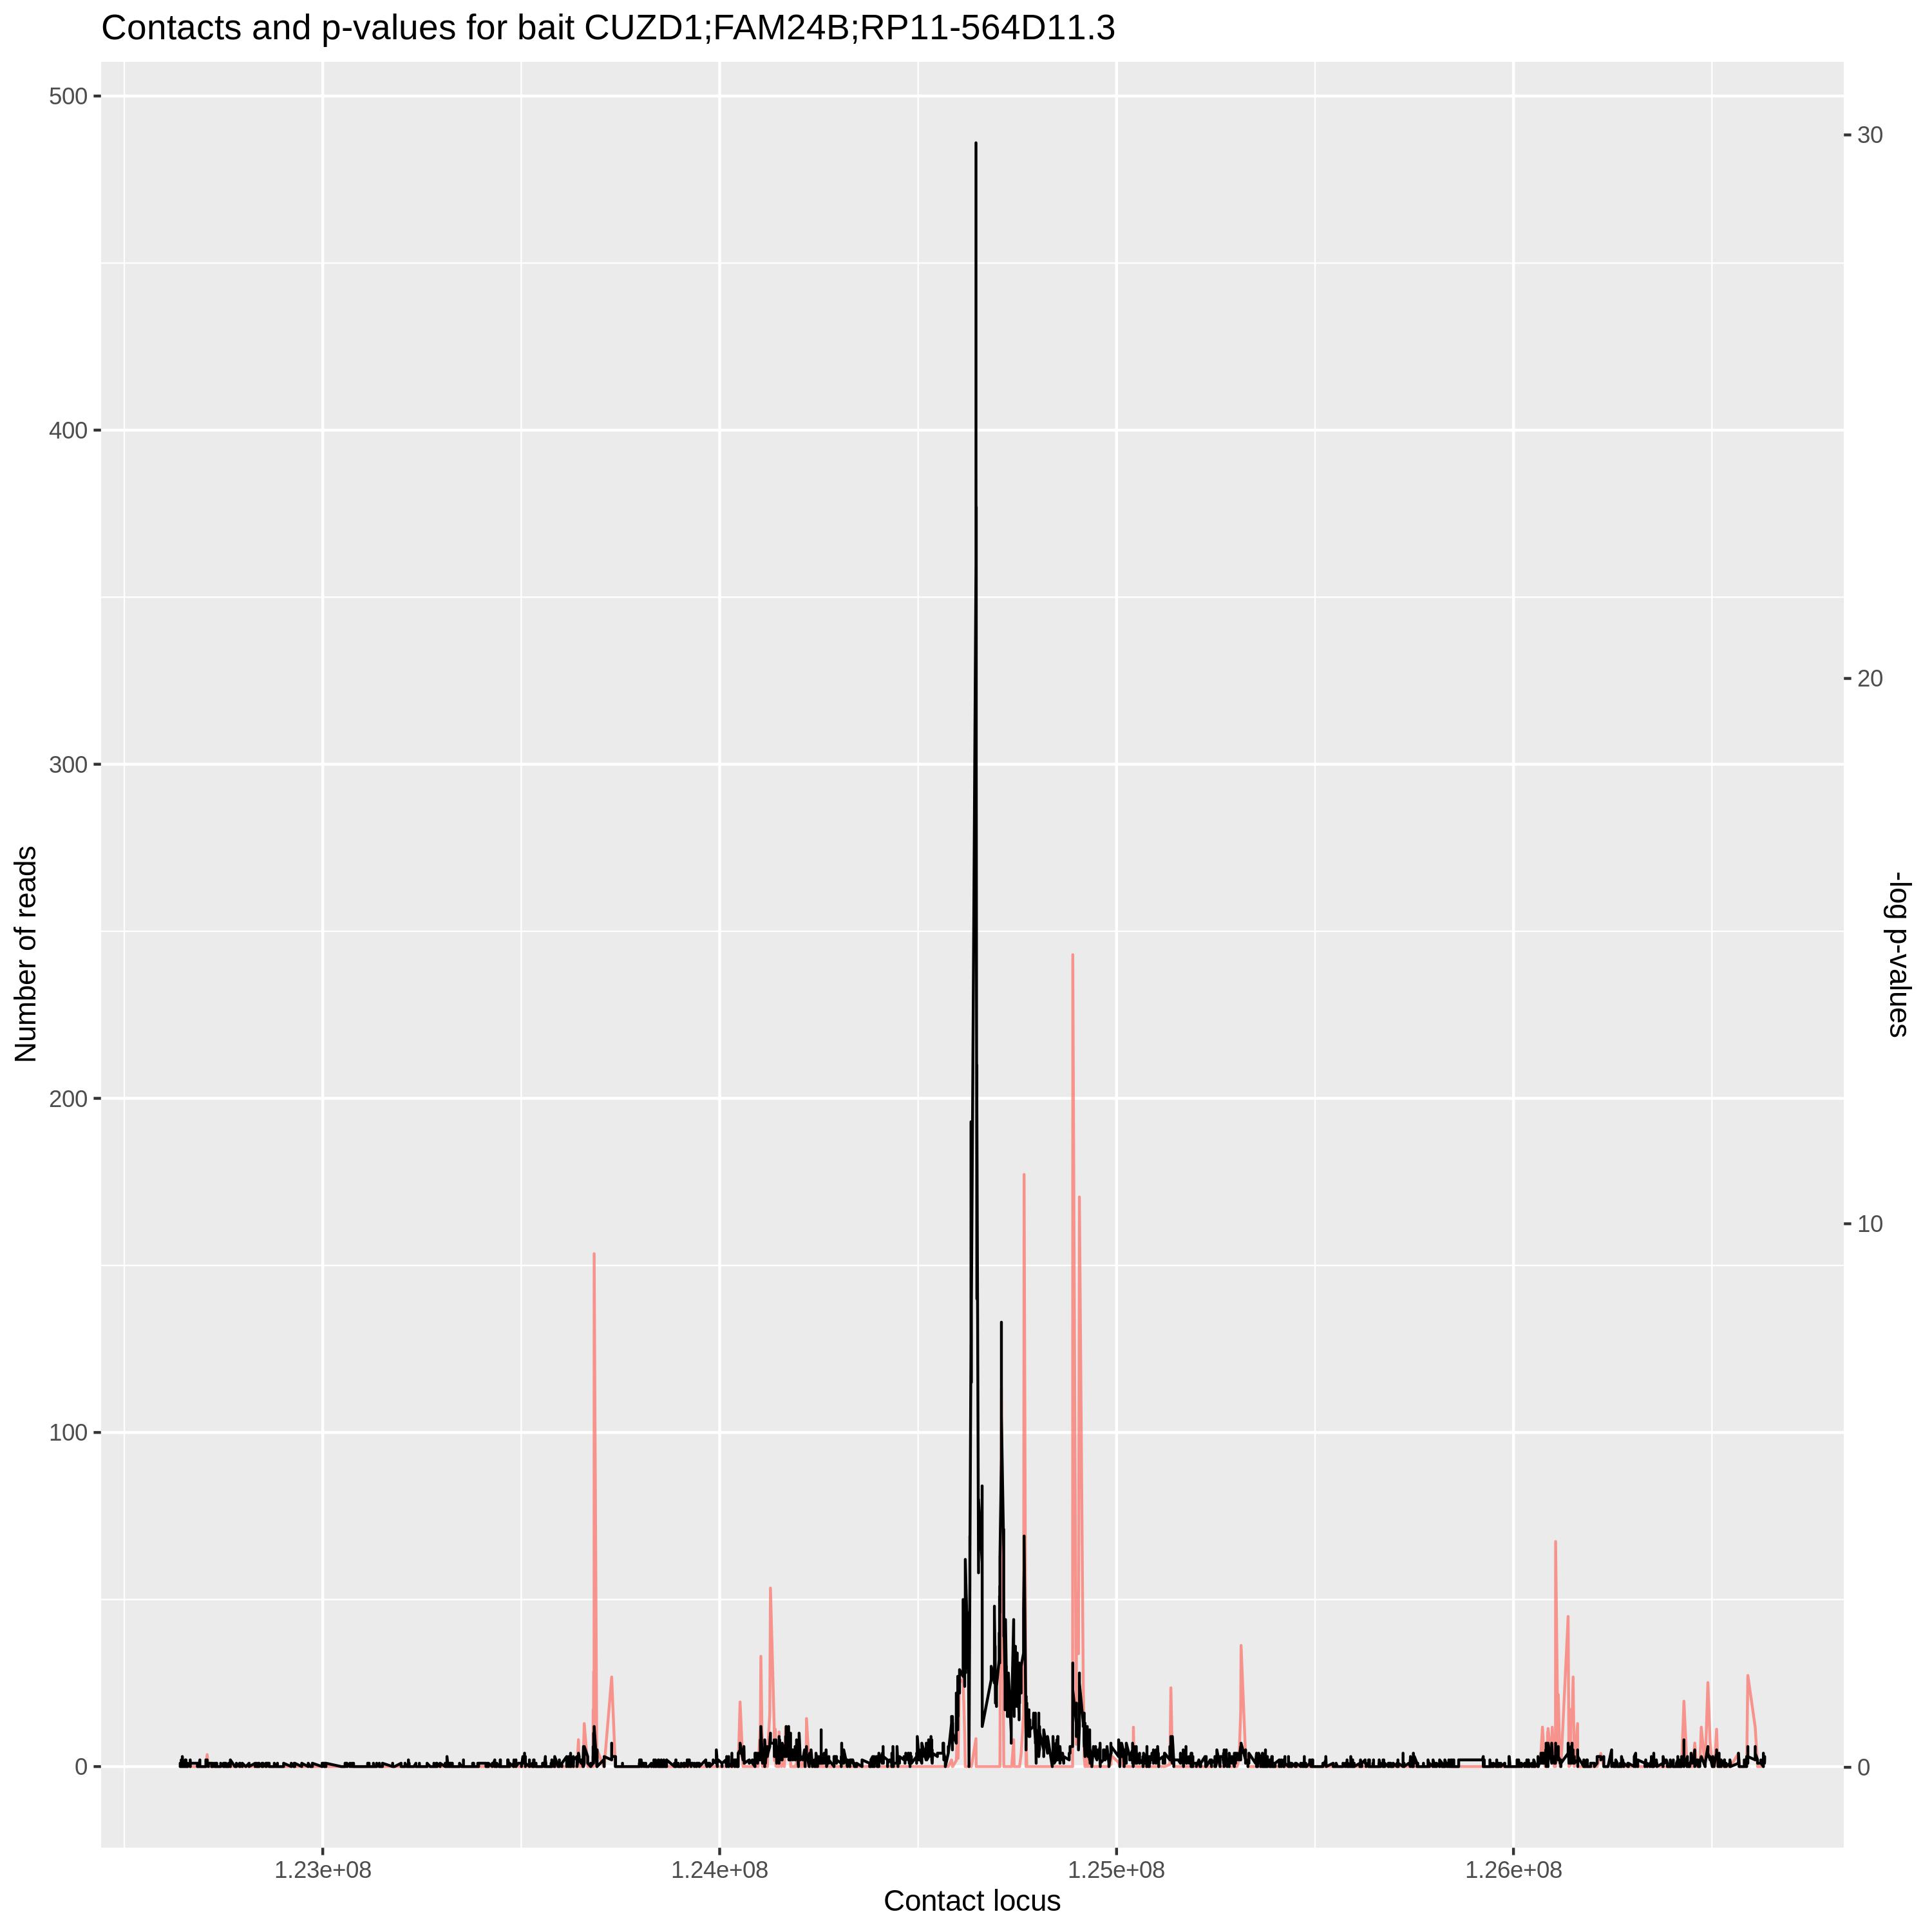 Contacts and p-values for bait CUZD1;FAM24B;RP11-564D11.3
500
400
300
200
100
0
Number of reads
30
20
10
0
-log p-values
1.23e+08
1.24e+08
1.25e+08
1.26e+08
Contact locus